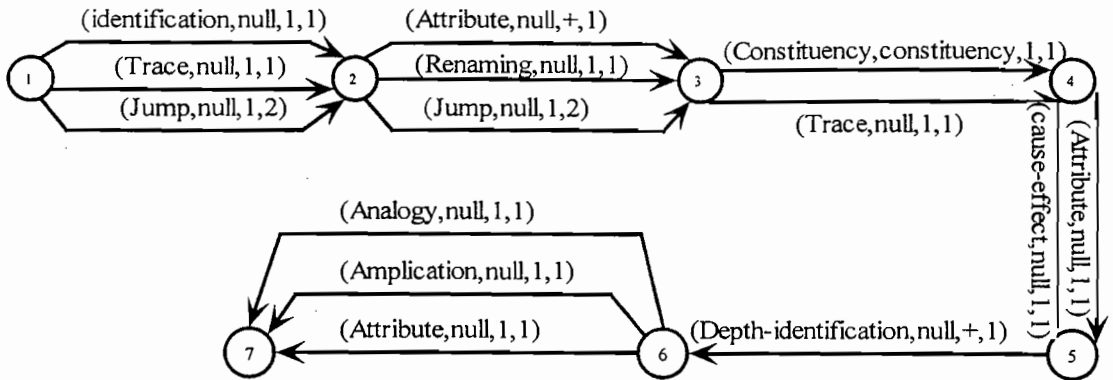 (identification,null,1,1)
(Attribute,null,+,1)
(Constituency,constituency,1,1)
(Trace,null,1,1)
(Renaming,null,1,1)
1
2
3
4
(Jump,null,1,2)
(Jump,null,1,2)
(Trace,null,1,1)
(cause-effect,null,1,1)
(Attribute,null,1,1)
(Analogy,null,1,1)
(Amplication,null,1,1)
(Attribute,null,1,1)
(Depth-identification,null,+,1)
7
6
5